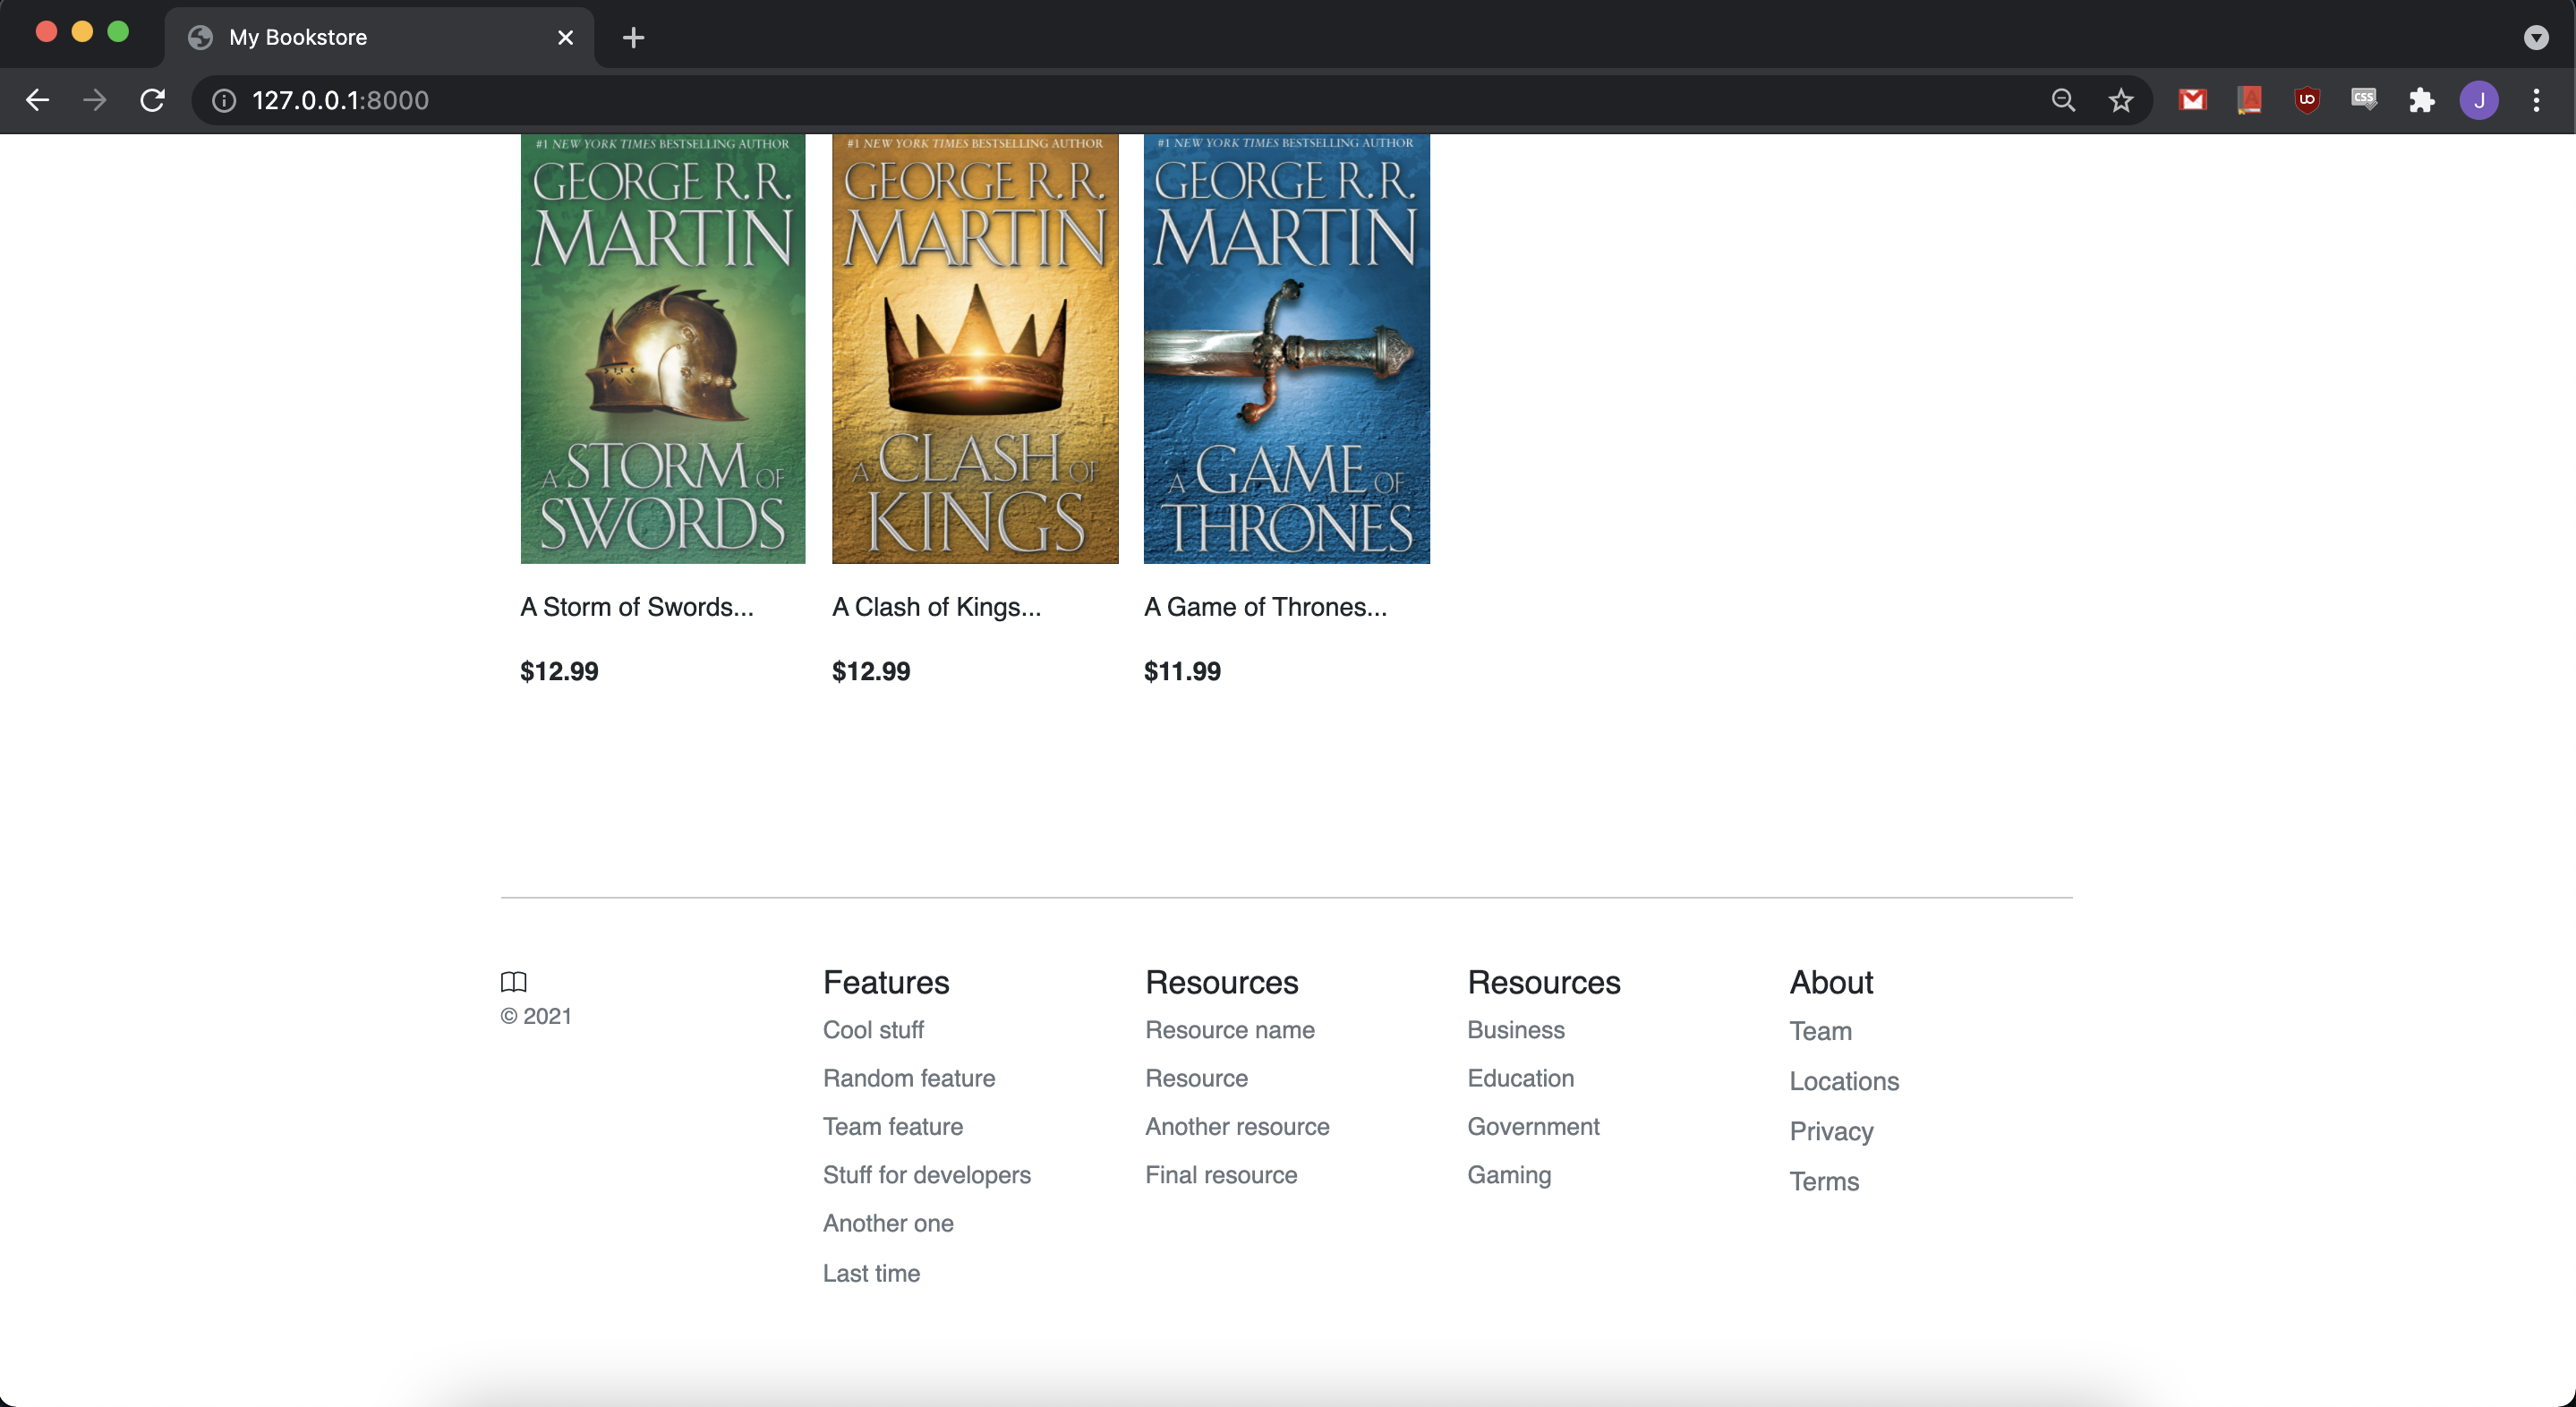 My Bookstore
127.0.0.1:8000
CSS
J
#1 NEW YORK TIMES BESTSELLING AUTHOR
GEORGE R.R.
MARTIN
A STORM OF
SWORDS
#1 NEW YORK TIMES BESTSELLING AUTHOR
GEORGE R.R.
MARTIN
A CLASH OF
KINGS
#1 NEW YORK TIMES BESTSELLING AUTHOR
GEORGE R.R.
MARTIN
A GAME OF
THRONES
A Storm of Swords...
$12.99
A Clash of Kings...
$12.99
A Game of Thrones...
$11.99
© 2021
Features
Cool stuff
Random feature
Team feature
Stuff for developers
Another one
Last time
Resources
Resource name
Resource
Another resource
Final resource
Resources
Business
Education
Government
Gaming
About
Team
Locations
Privacy
Terms